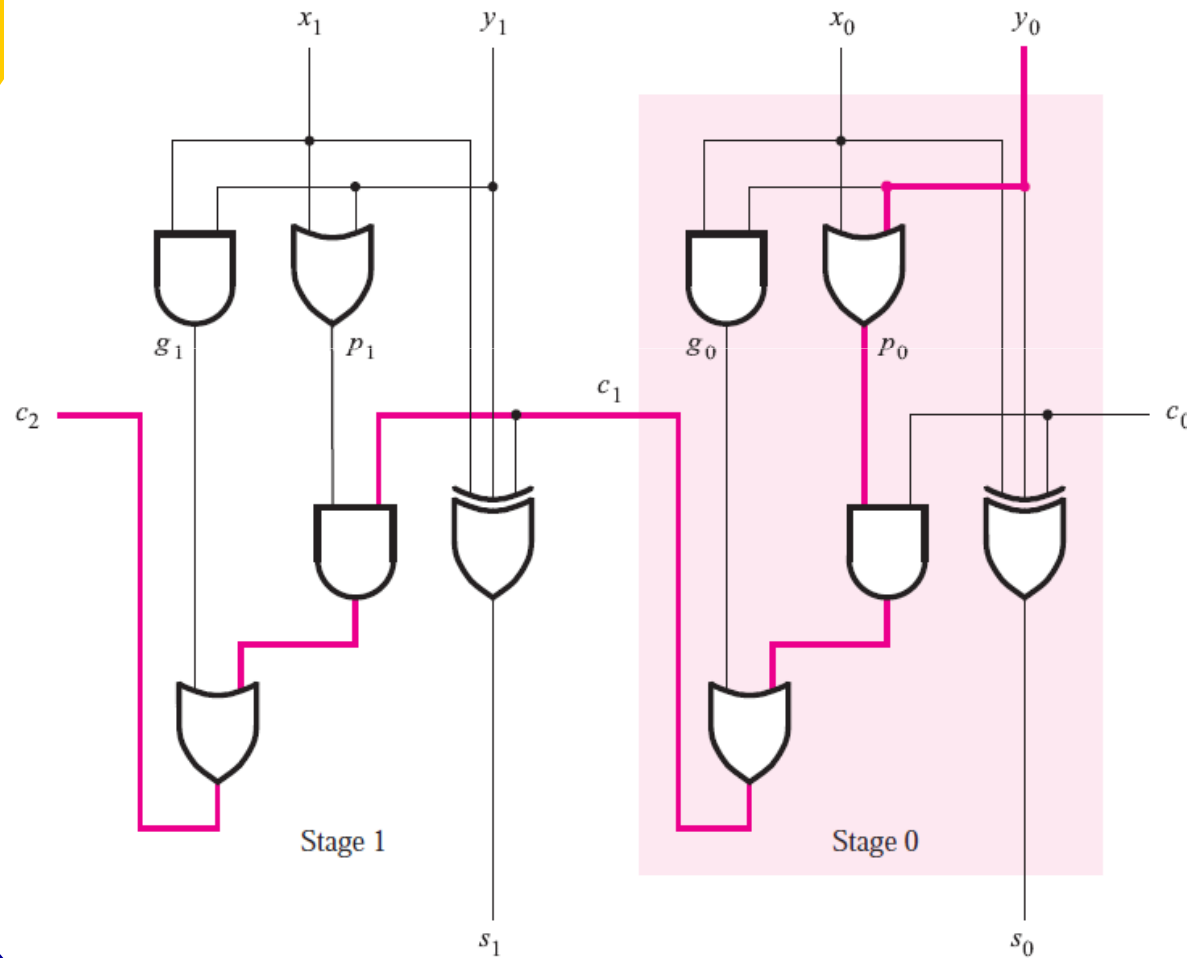 x₁ y₁ x₀ y₀
g₁ p₁ g₀ p₀
c₂ c₁ c₀
Stage 1 Stage 0
s₁ s₀